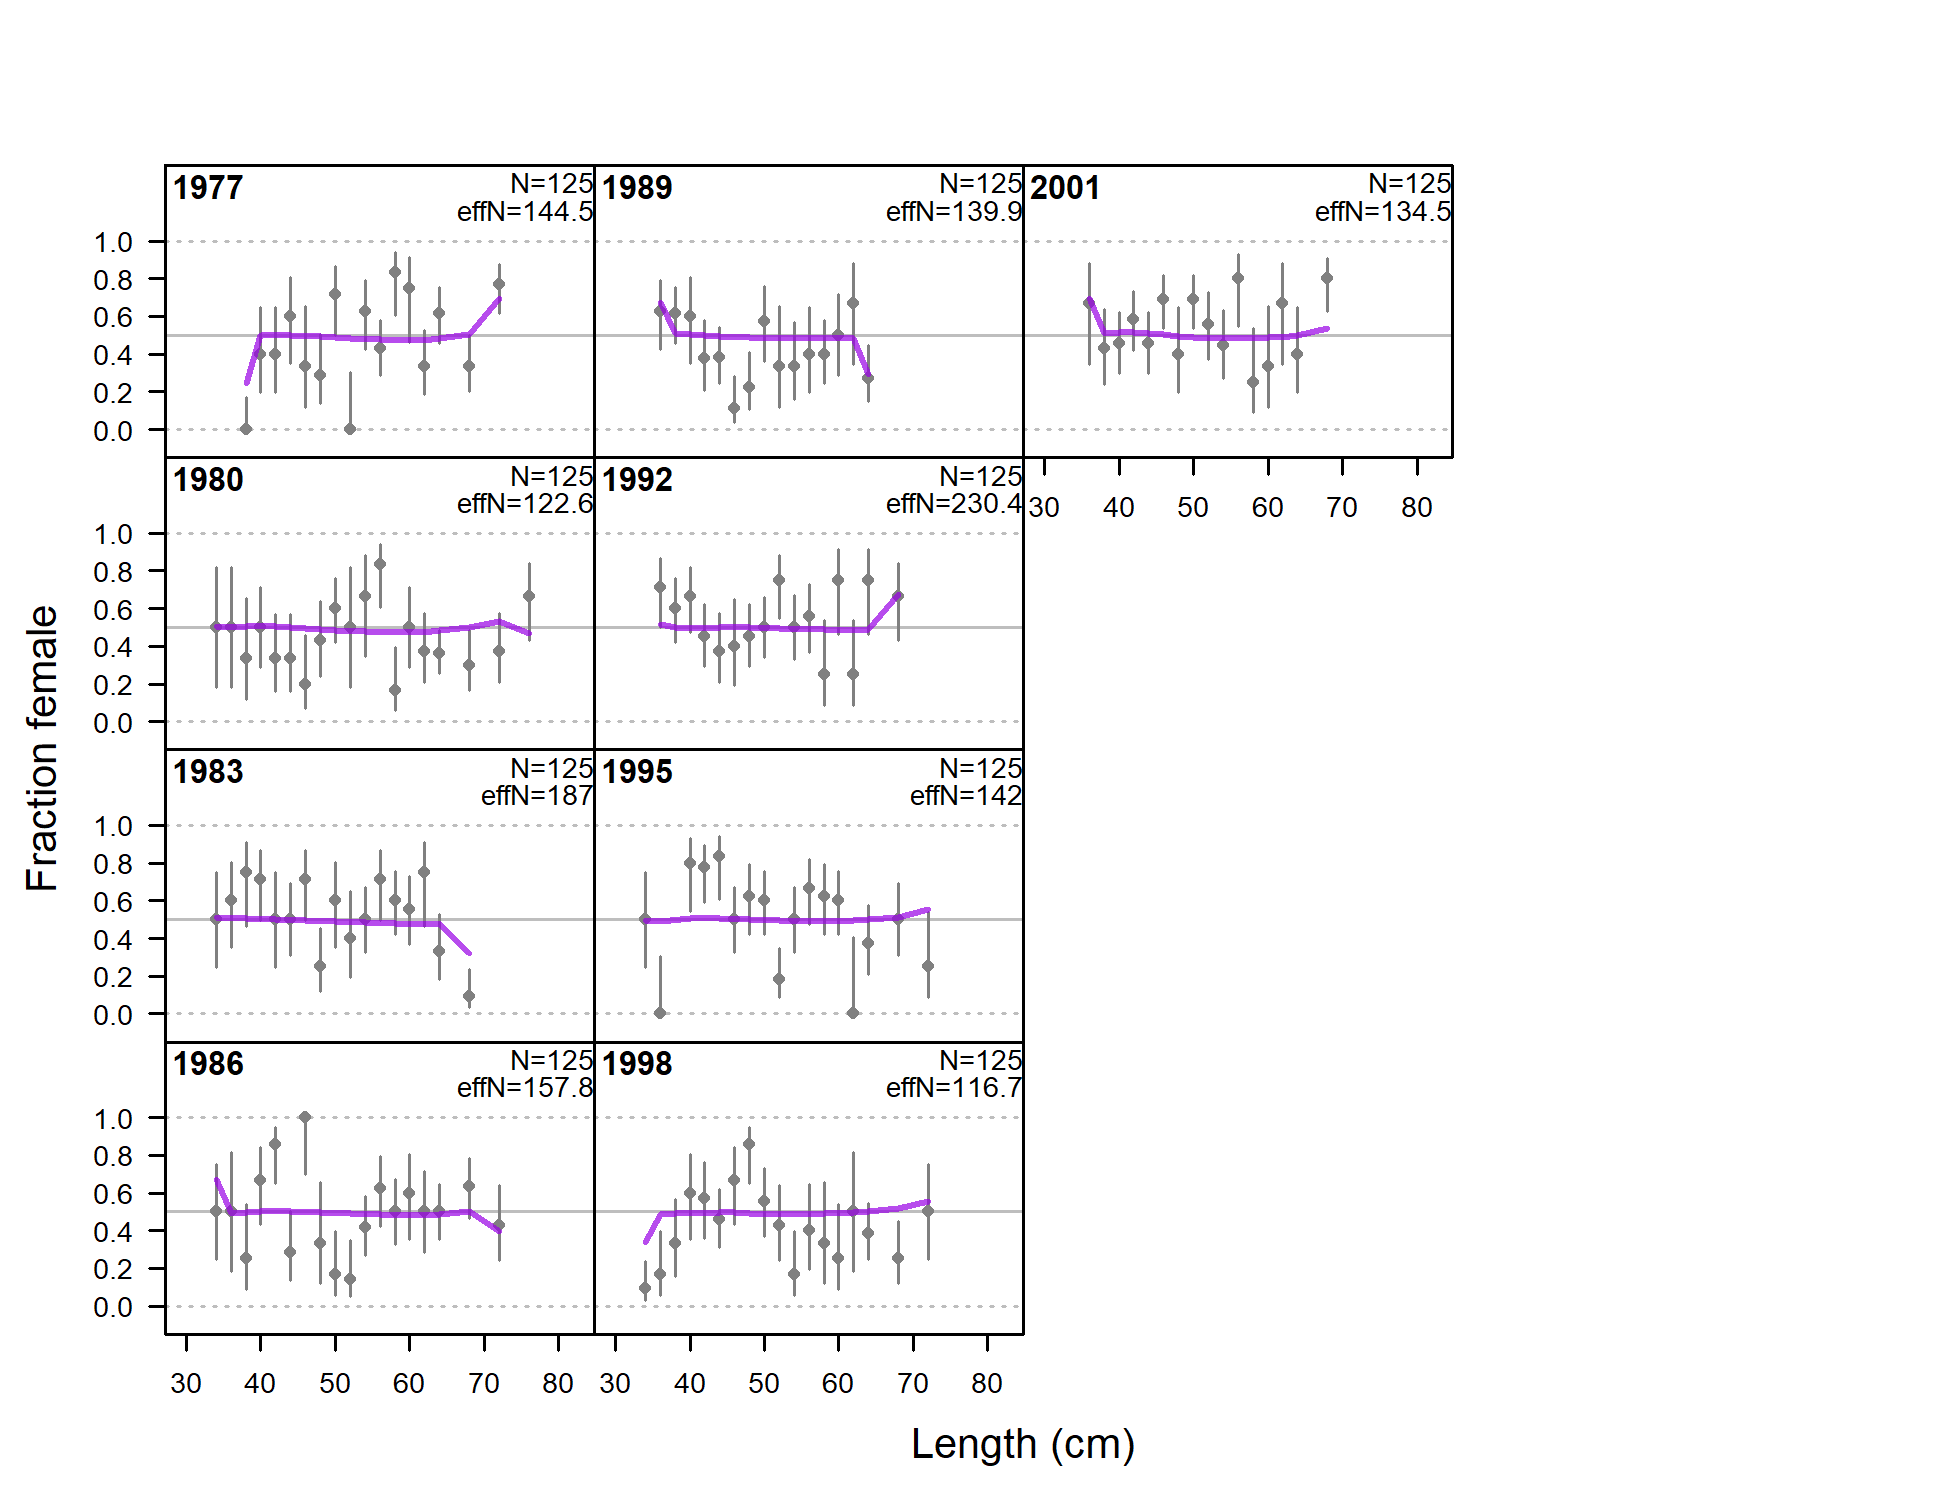 1977
N=125
effN=144.5
1989
N=125
effN=139.9
2001
N=125
effN=134.5
1.0
0.8
0.6
0.4
0.2
0.0
1980
N=125
effN=122.6
1992
N=125
effN=230.4
30 40 50 60 70 80
1.0
0.8
0.6
0.4
0.2
0.0
1983
N=125
effN=187
1995
N=125
effN=142
1.0
0.8
0.6
0.4
0.2
0.0
1986
N=125
effN=157.8
1998
N=125
effN=116.7
1.0
0.8
0.6
0.4
0.2
0.0
30 40 50 60 70 80
30 40 50 60 70 80
Fraction female
Length (cm)